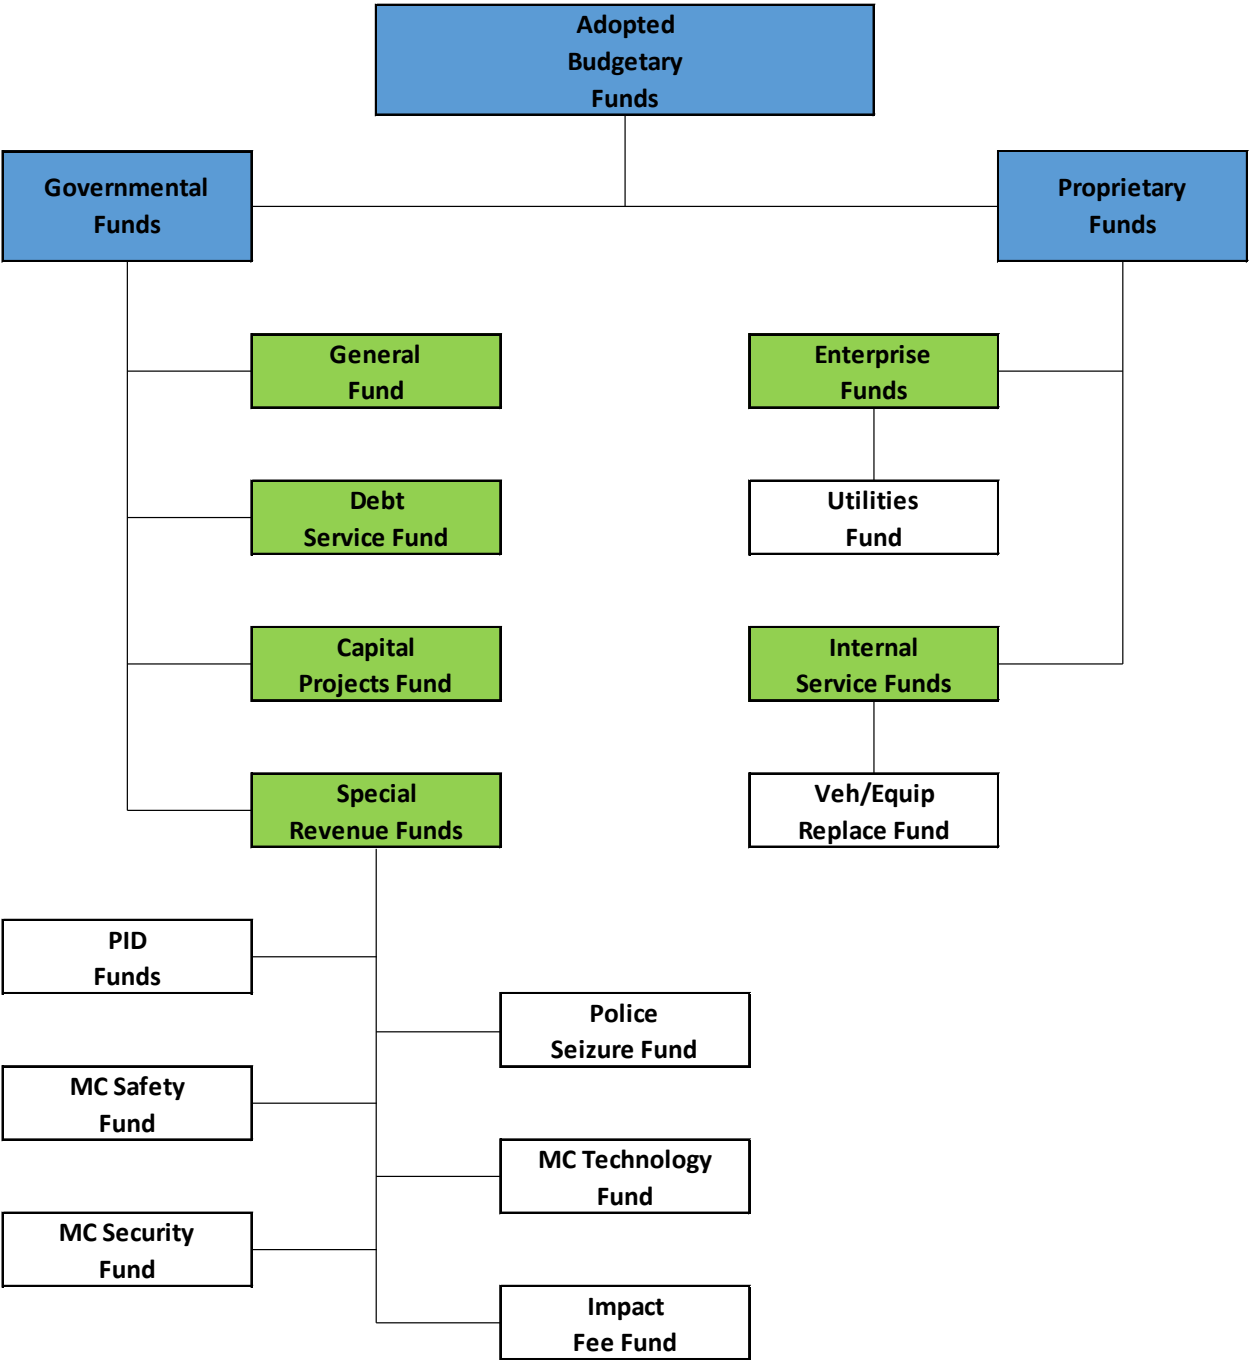 Adopted
Budgetary
Funds
Governmental
Funds
Proprietary
Funds
General
Fund
Enterprise
Funds
Debt
Service Fund
Utilities
Fund
Capital
Projects Fund
Internal
Service Funds
Special
Revenue Funds
Veh/Equip
Replace Fund
PID
Funds
Police
Seizure Fund
MC Safety
Fund
MC Technology
Fund
MC Security
Fund
Impact
Fee Fund